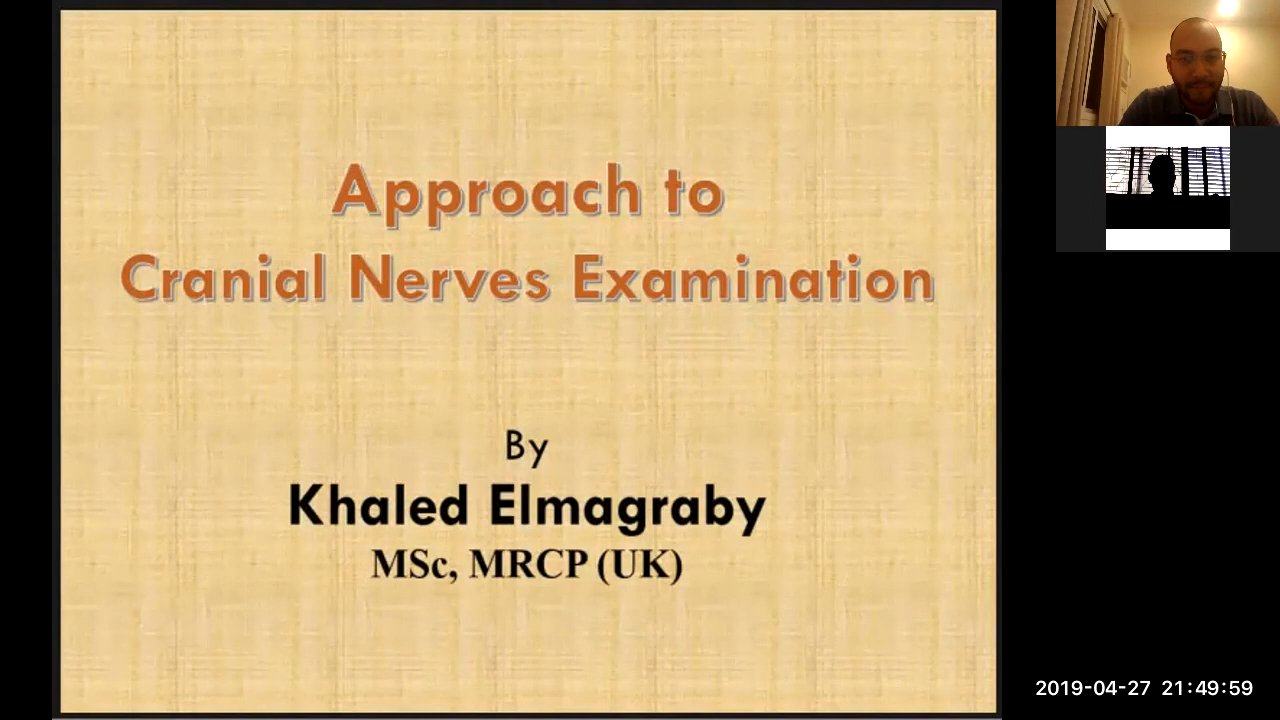 Approach to
Cranial Nerves Examination
By
Khaled Elmagraby
MSc, MRCP (UK)
2019-04-27 21:49:59